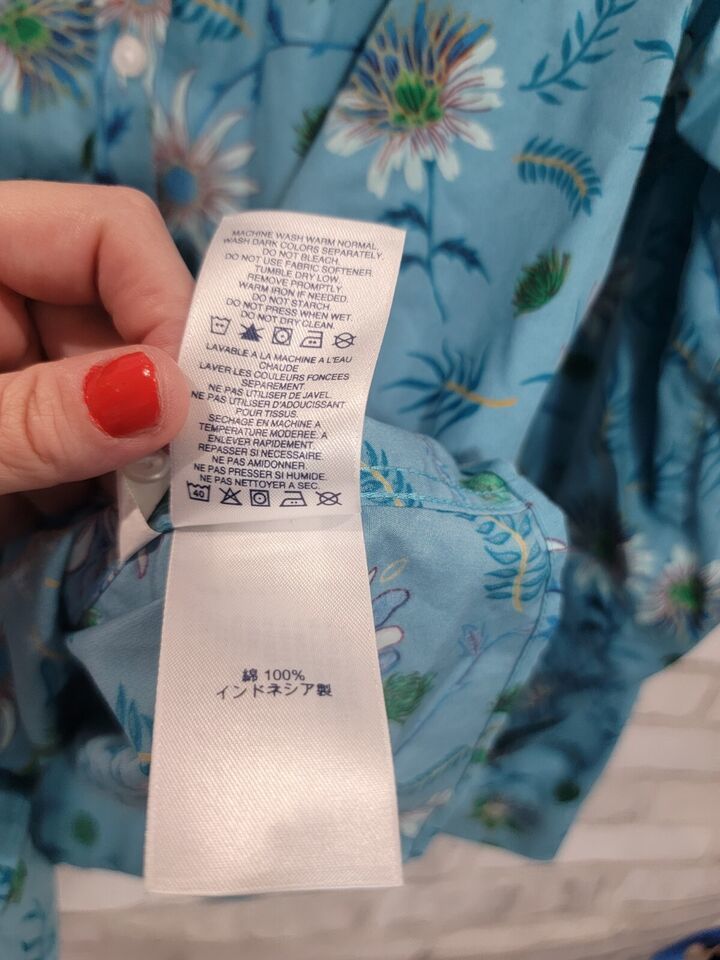 MACHINE WASH WARM NORMAL.
WASH DARK COLORS SEPARATELY.
DO NOT BLEACH.
DO NOT USE FABRIC SOFTENER.
TUMBLE DRY LOW.
REMOVE PROMPTLY.
WARM IRON IF NEEDED.
DO NOT STARCH.
DO NOT PRESS WHEN WET.
DO NOT DRY CLEAN.
LAVABLE A LA MACHINE A L'EAU
CHAUDE
LAVER LES COULEURS FONCEES
SEPAREMENT.
NE PAS UTILISER DE JAVEL.
NE PAS UTILISER D'ADOUCISSANT
POUR TISSUS.
SECHAGE EN MACHINE A
TEMPERATURE MODEREE. A
ENLEVER RAPIDEMENT.
REPASSER SI NECESSAIRE.
NE PAS AMIDONNER.
NE PAS PRESSER SI HUMIDE.
NE PAS NETTOYER A SEC.
40
綿 100%
インドネシア製